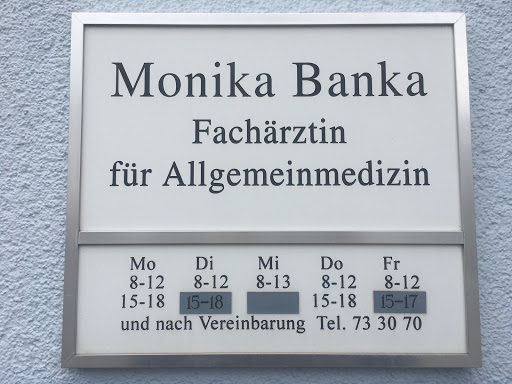 Monika Banka
Fachärztin
für Allgemeinmedizin
Mo Di Mi Do Fr
8-12 8-12 8-13 8-12 8-12
15-18 15-18 15-18 15-17
und nach Vereinbarung Tel. 73 30 70